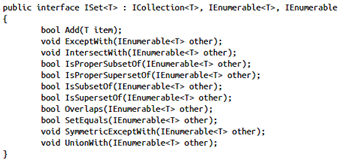 public interface ISet<T> : ICollection<T>, IEnumerable<T>, IEnumerable
{
bool Add(T item);
void ExceptWith(IEnumerable<T> other);
void IntersectWith(IEnumerable<T> other);
bool IsProperSubsetOf(IEnumerable<T> other);
bool IsProperSupersetOf(IEnumerable<T> other);
bool IsSubsetOf(IEnumerable<T> other);
bool IsSupersetOf(IEnumerable<T> other);
bool Overlaps(IEnumerable<T> other);
bool SetEquals(IEnumerable<T> other);
void SymmetricExceptWith(IEnumerable<T> other);
void UnionWith(IEnumerable<T> other);
}